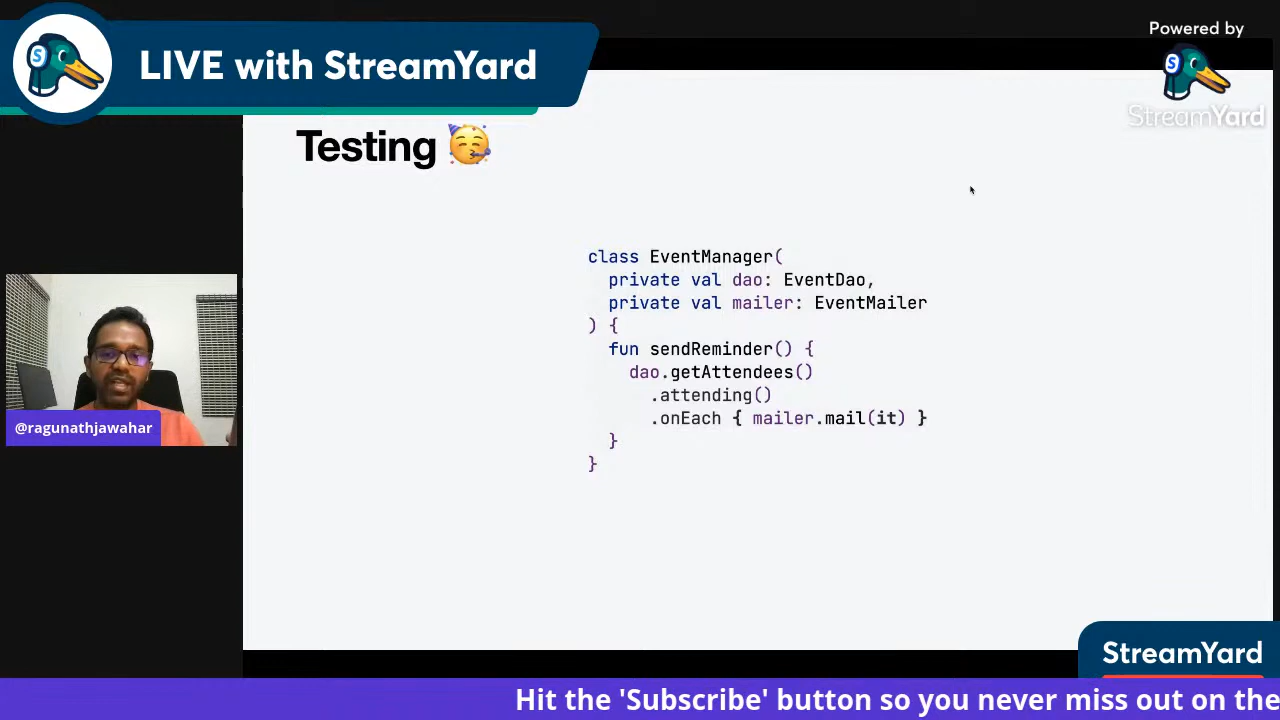 LIVE with StreamYard
Powered by
StreamYard
Testing 🥳
class EventManager(
private val dao: EventDao,
private val mailer: EventMailer
) {
fun sendReminder() {
dao.getAttendees()
.attending()
.onEach { mailer.mail(it) }
}
}
@ragunathjawahar
StreamYard
Hit the 'Subscribe' button so you never miss out on the